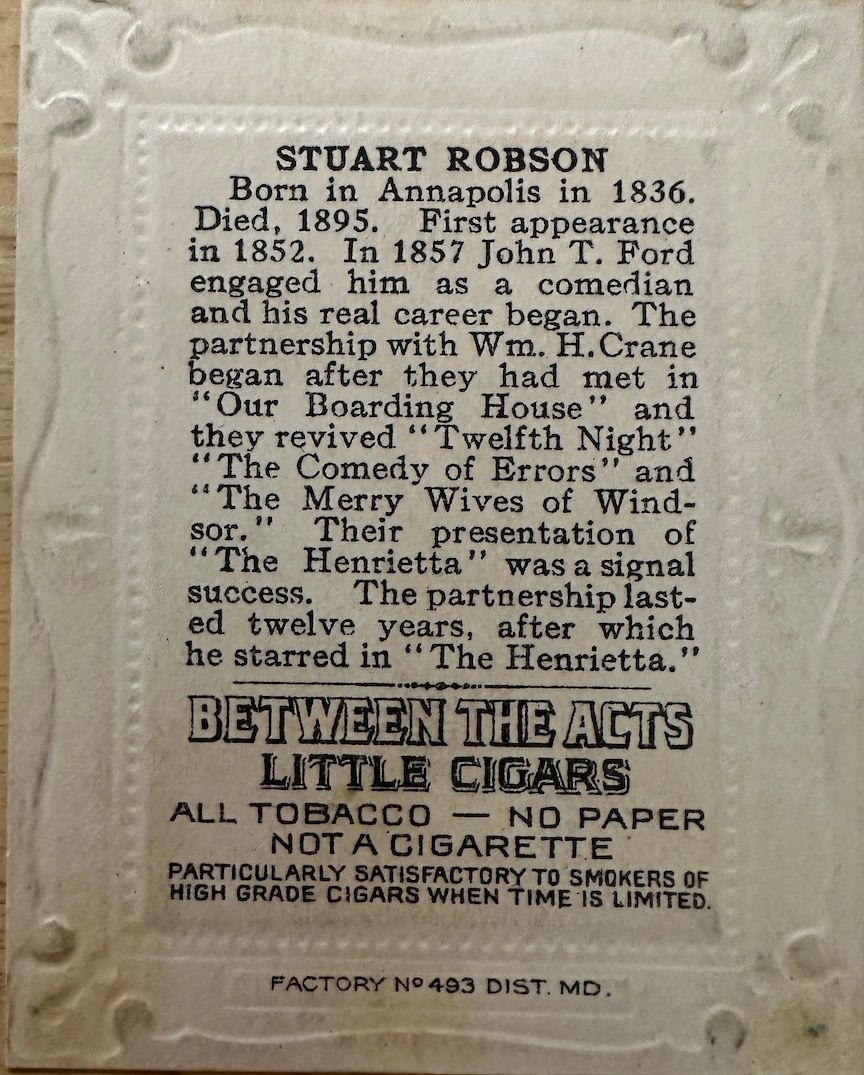 STUART ROBSON
Born in Annapolis in 1836.
Died, 1895. First appearance
in 1852. In 1857 John T. Ford
engaged him as a comedian
and his real career began. The
partnership with Wm. H. Crane
began after they had met in
“Our Boarding House” and
they revived “Twelfth Night”
“The Comedy of Errors” and
“The Merry Wives of Wind-
sor.” Their presentation of
“The Henrietta” was a signal
success. The partnership last-
ed twelve years, after which
he starred in “The Henrietta.”
BETWEEN THE ACTS
LITTLE CIGARS
ALL TOBACCO — NO PAPER
NOT A CIGARETTE
PARTICULARLY SATISFACTORY TO SMOKERS OF
HIGH GRADE CIGARS WHEN TIME IS LIMITED.
FACTORY Nº 493 DIST. MD.